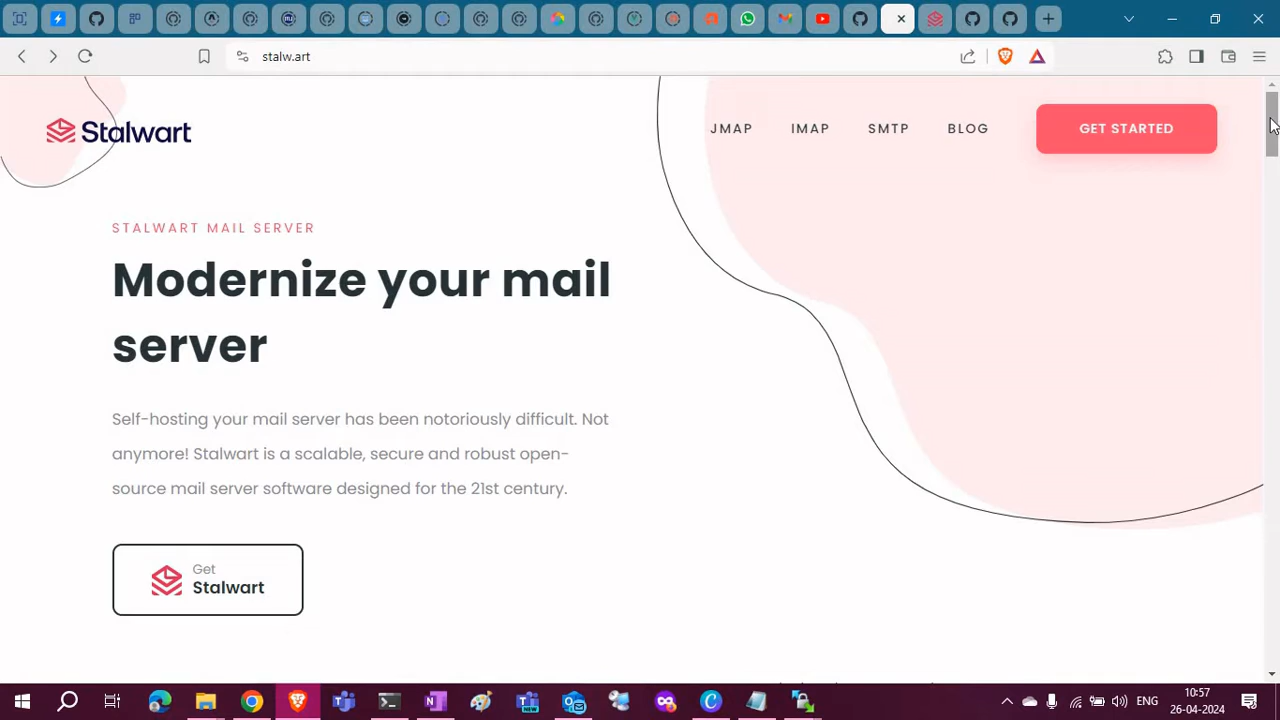 stalw.art
Stalwart
JMAP IMAP SMTP BLOG GET STARTED
STALWART MAIL SERVER
Modernize your mail
server
Self-hosting your mail server has been notoriously difficult. Not
anymore! Stalwart is a scalable, secure and robust open-
source mail server software designed for the 21st century.
Get
Stalwart
ENG
10:57
26-04-2024